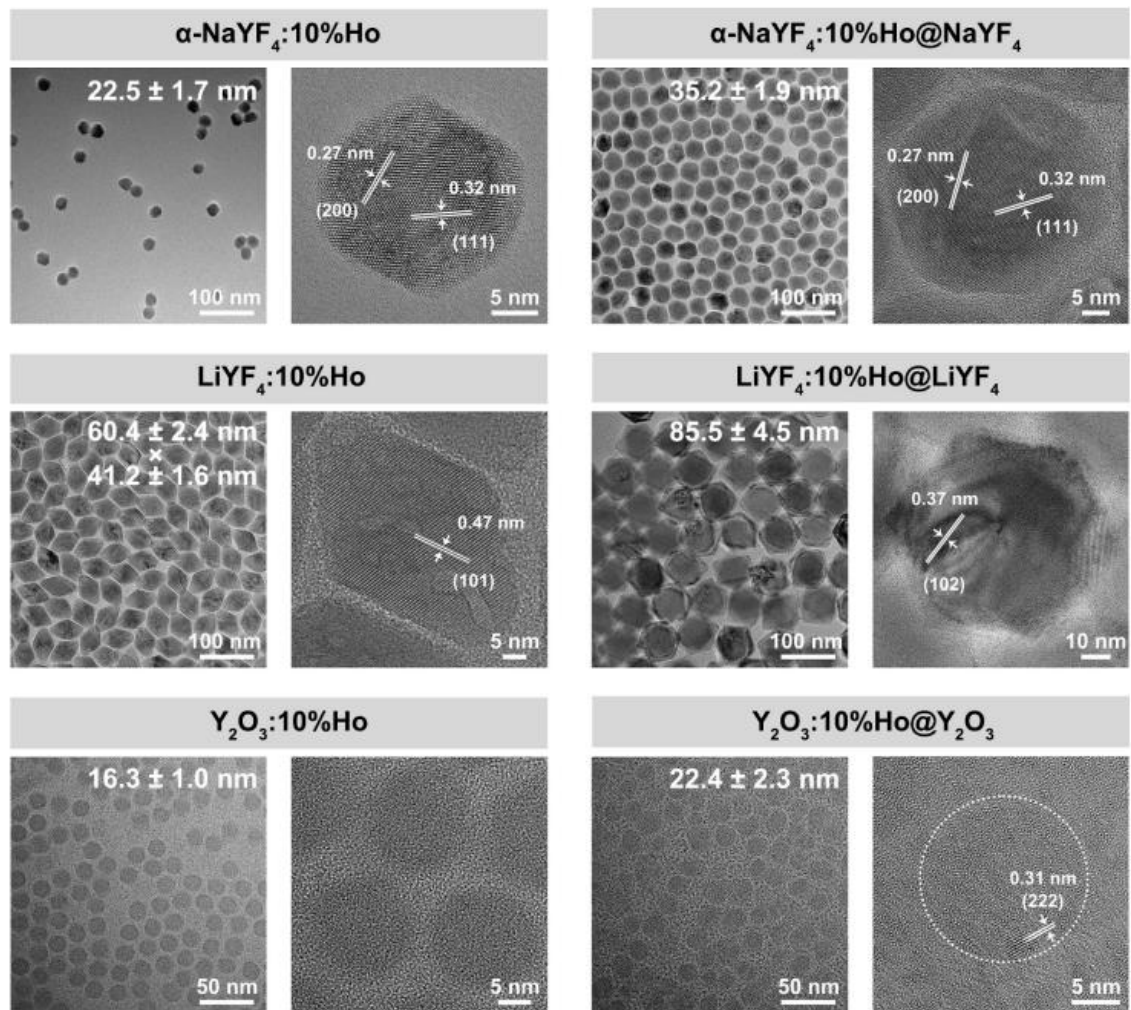 α-NaYF₄:10%Ho
22.5 ± 1.7 nm
100 nm
0.27 nm
(200)
0.32 nm
(111)
5 nm
α-NaYF₄:10%Ho@NaYF₄
35.2 ± 1.9 nm
100 nm
0.27 nm
(200)
0.32 nm
(111)
5 nm
LiYF₄:10%Ho
60.4 ± 2.4 nm
×
41.2 ± 1.6 nm
100 nm
0.47 nm
(101)
5 nm
LiYF₄:10%Ho@LiYF₄
85.5 ± 4.5 nm
100 nm
0.37 nm
(102)
10 nm
Y₂O₃:10%Ho
16.3 ± 1.0 nm
50 nm
5 nm
Y₂O₃:10%Ho@Y₂O₃
22.4 ± 2.3 nm
50 nm
0.31 nm
(222)
5 nm